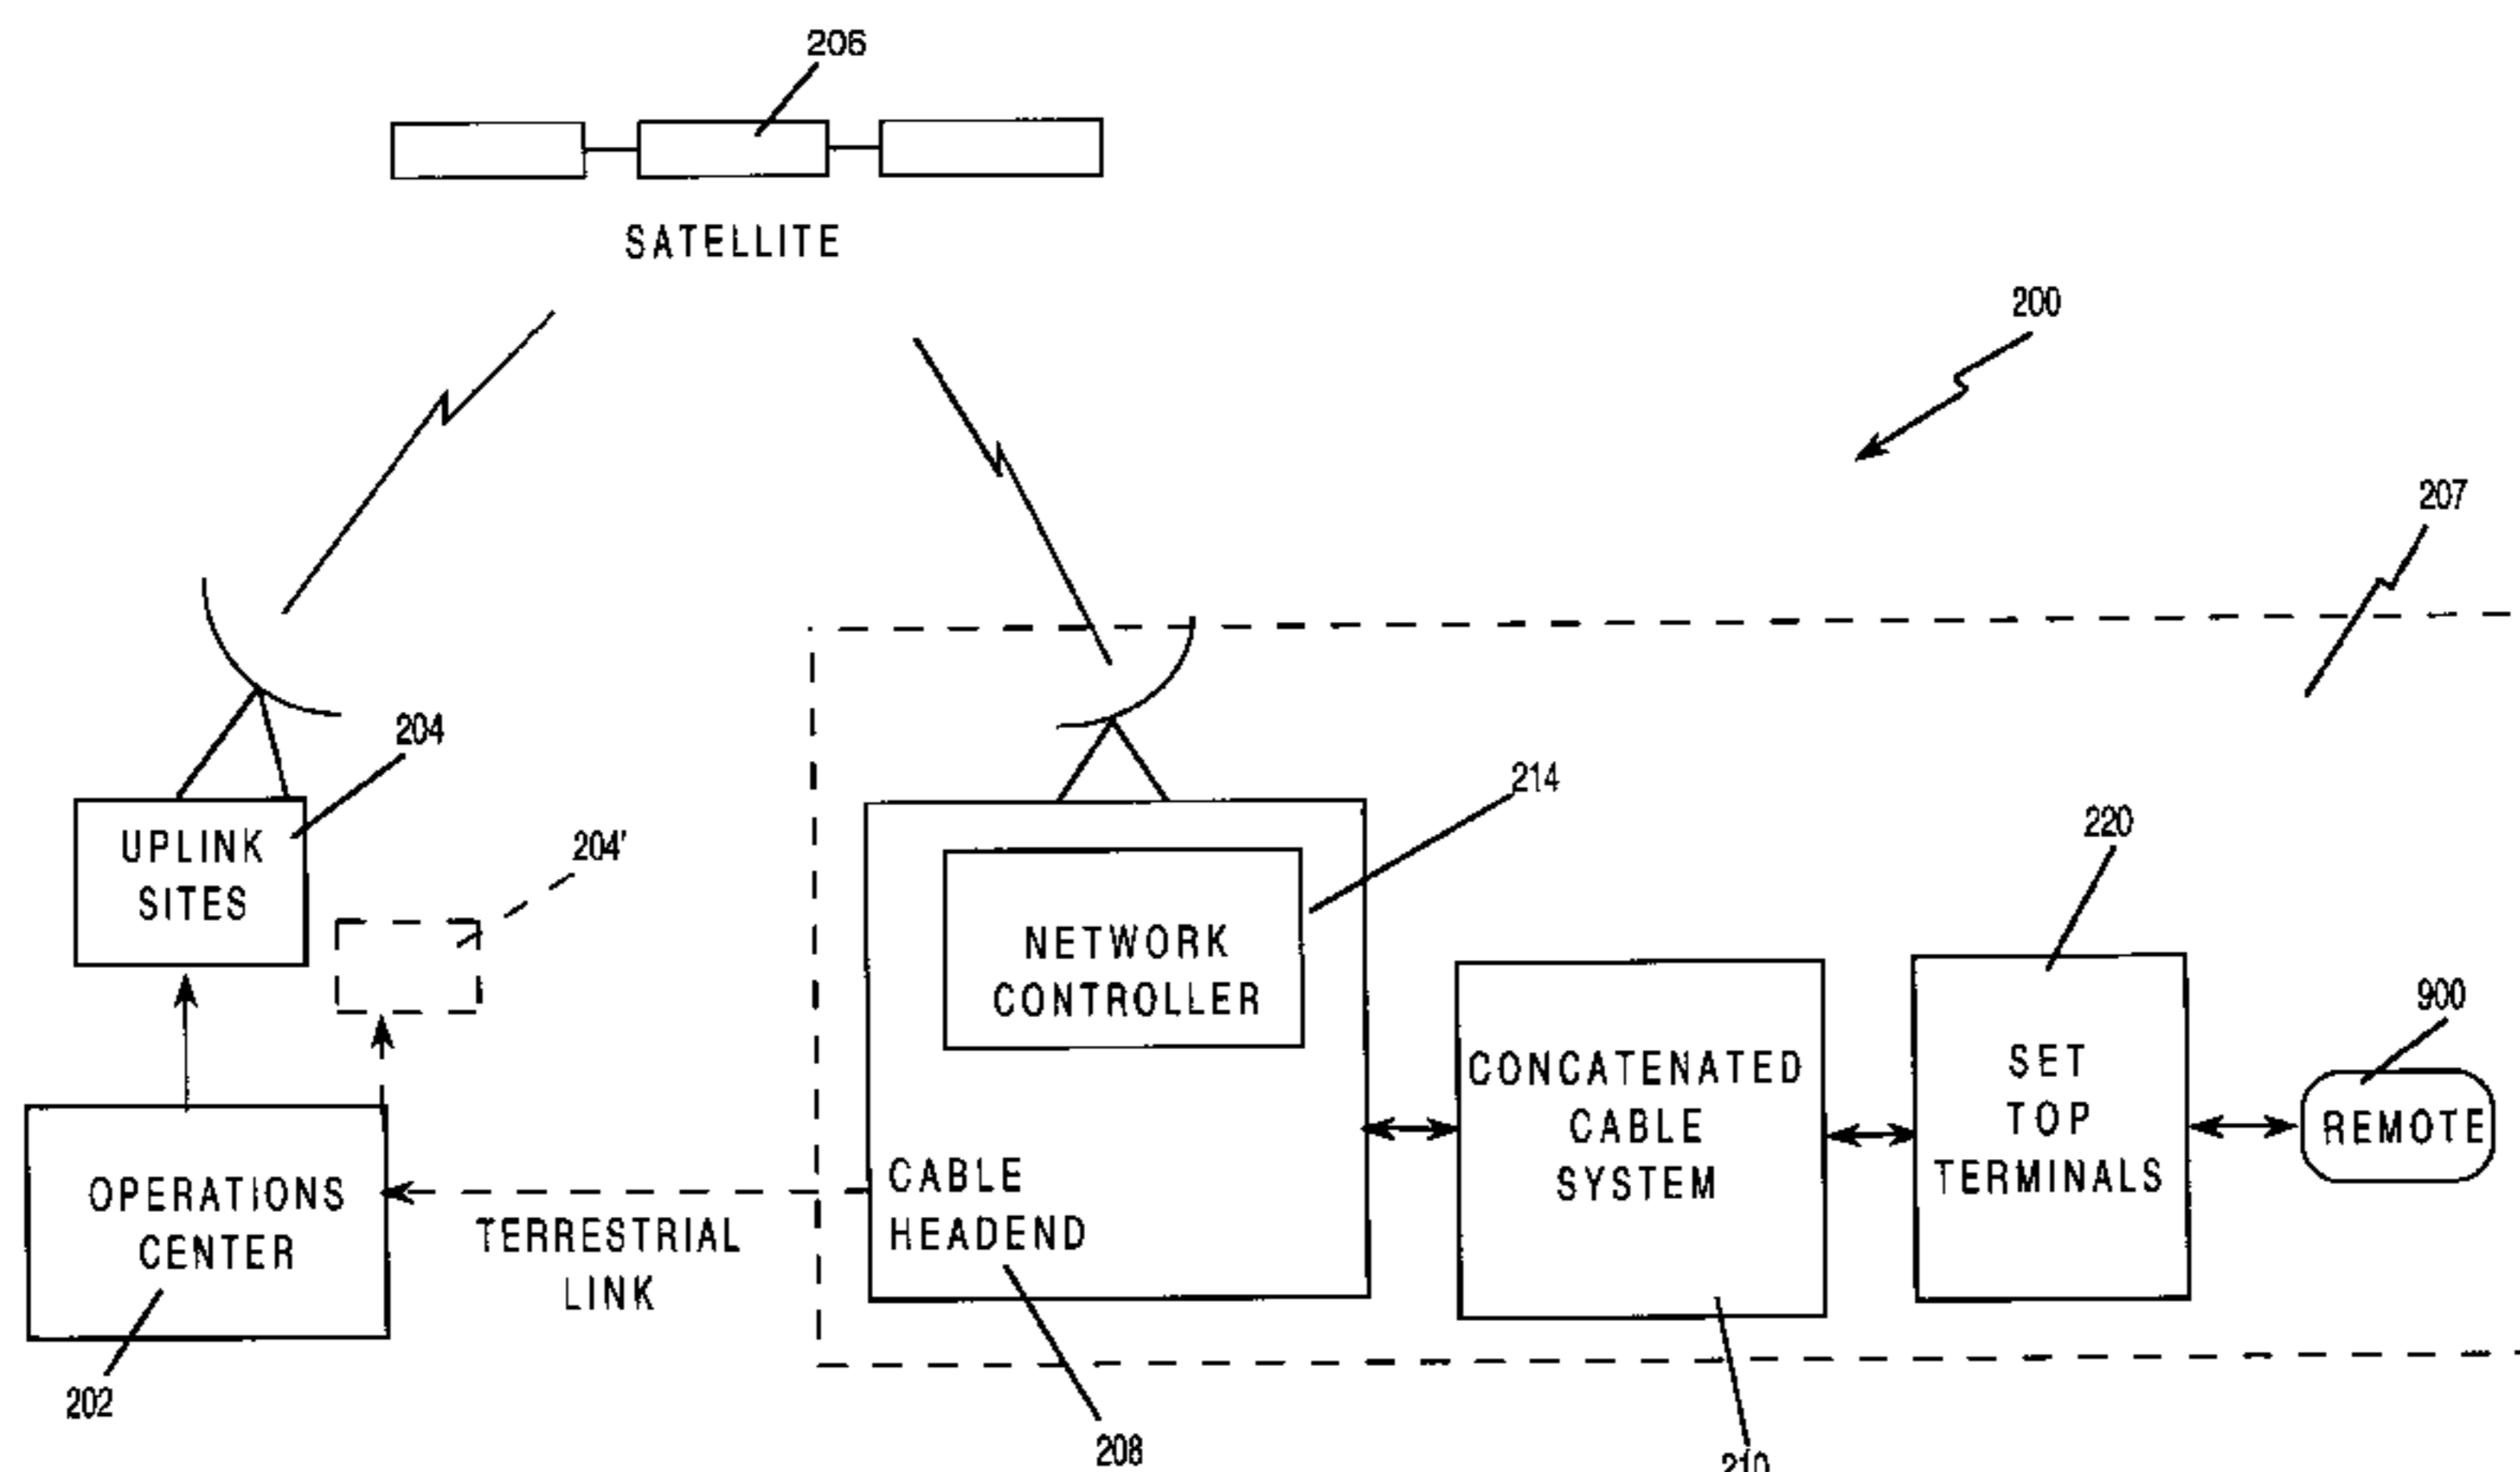 206
SATELLITE
200
207
204
UPLINK
SITES
204'
214
NETWORK
CONTROLLER
220
900
CONCATENATED
CABLE
SYSTEM
SET
TOP
TERMINALS
REMOTE
OPERATIONS
CENTER
TERRESTRIAL
LINK
CABLE
HEADEND
202
208
210